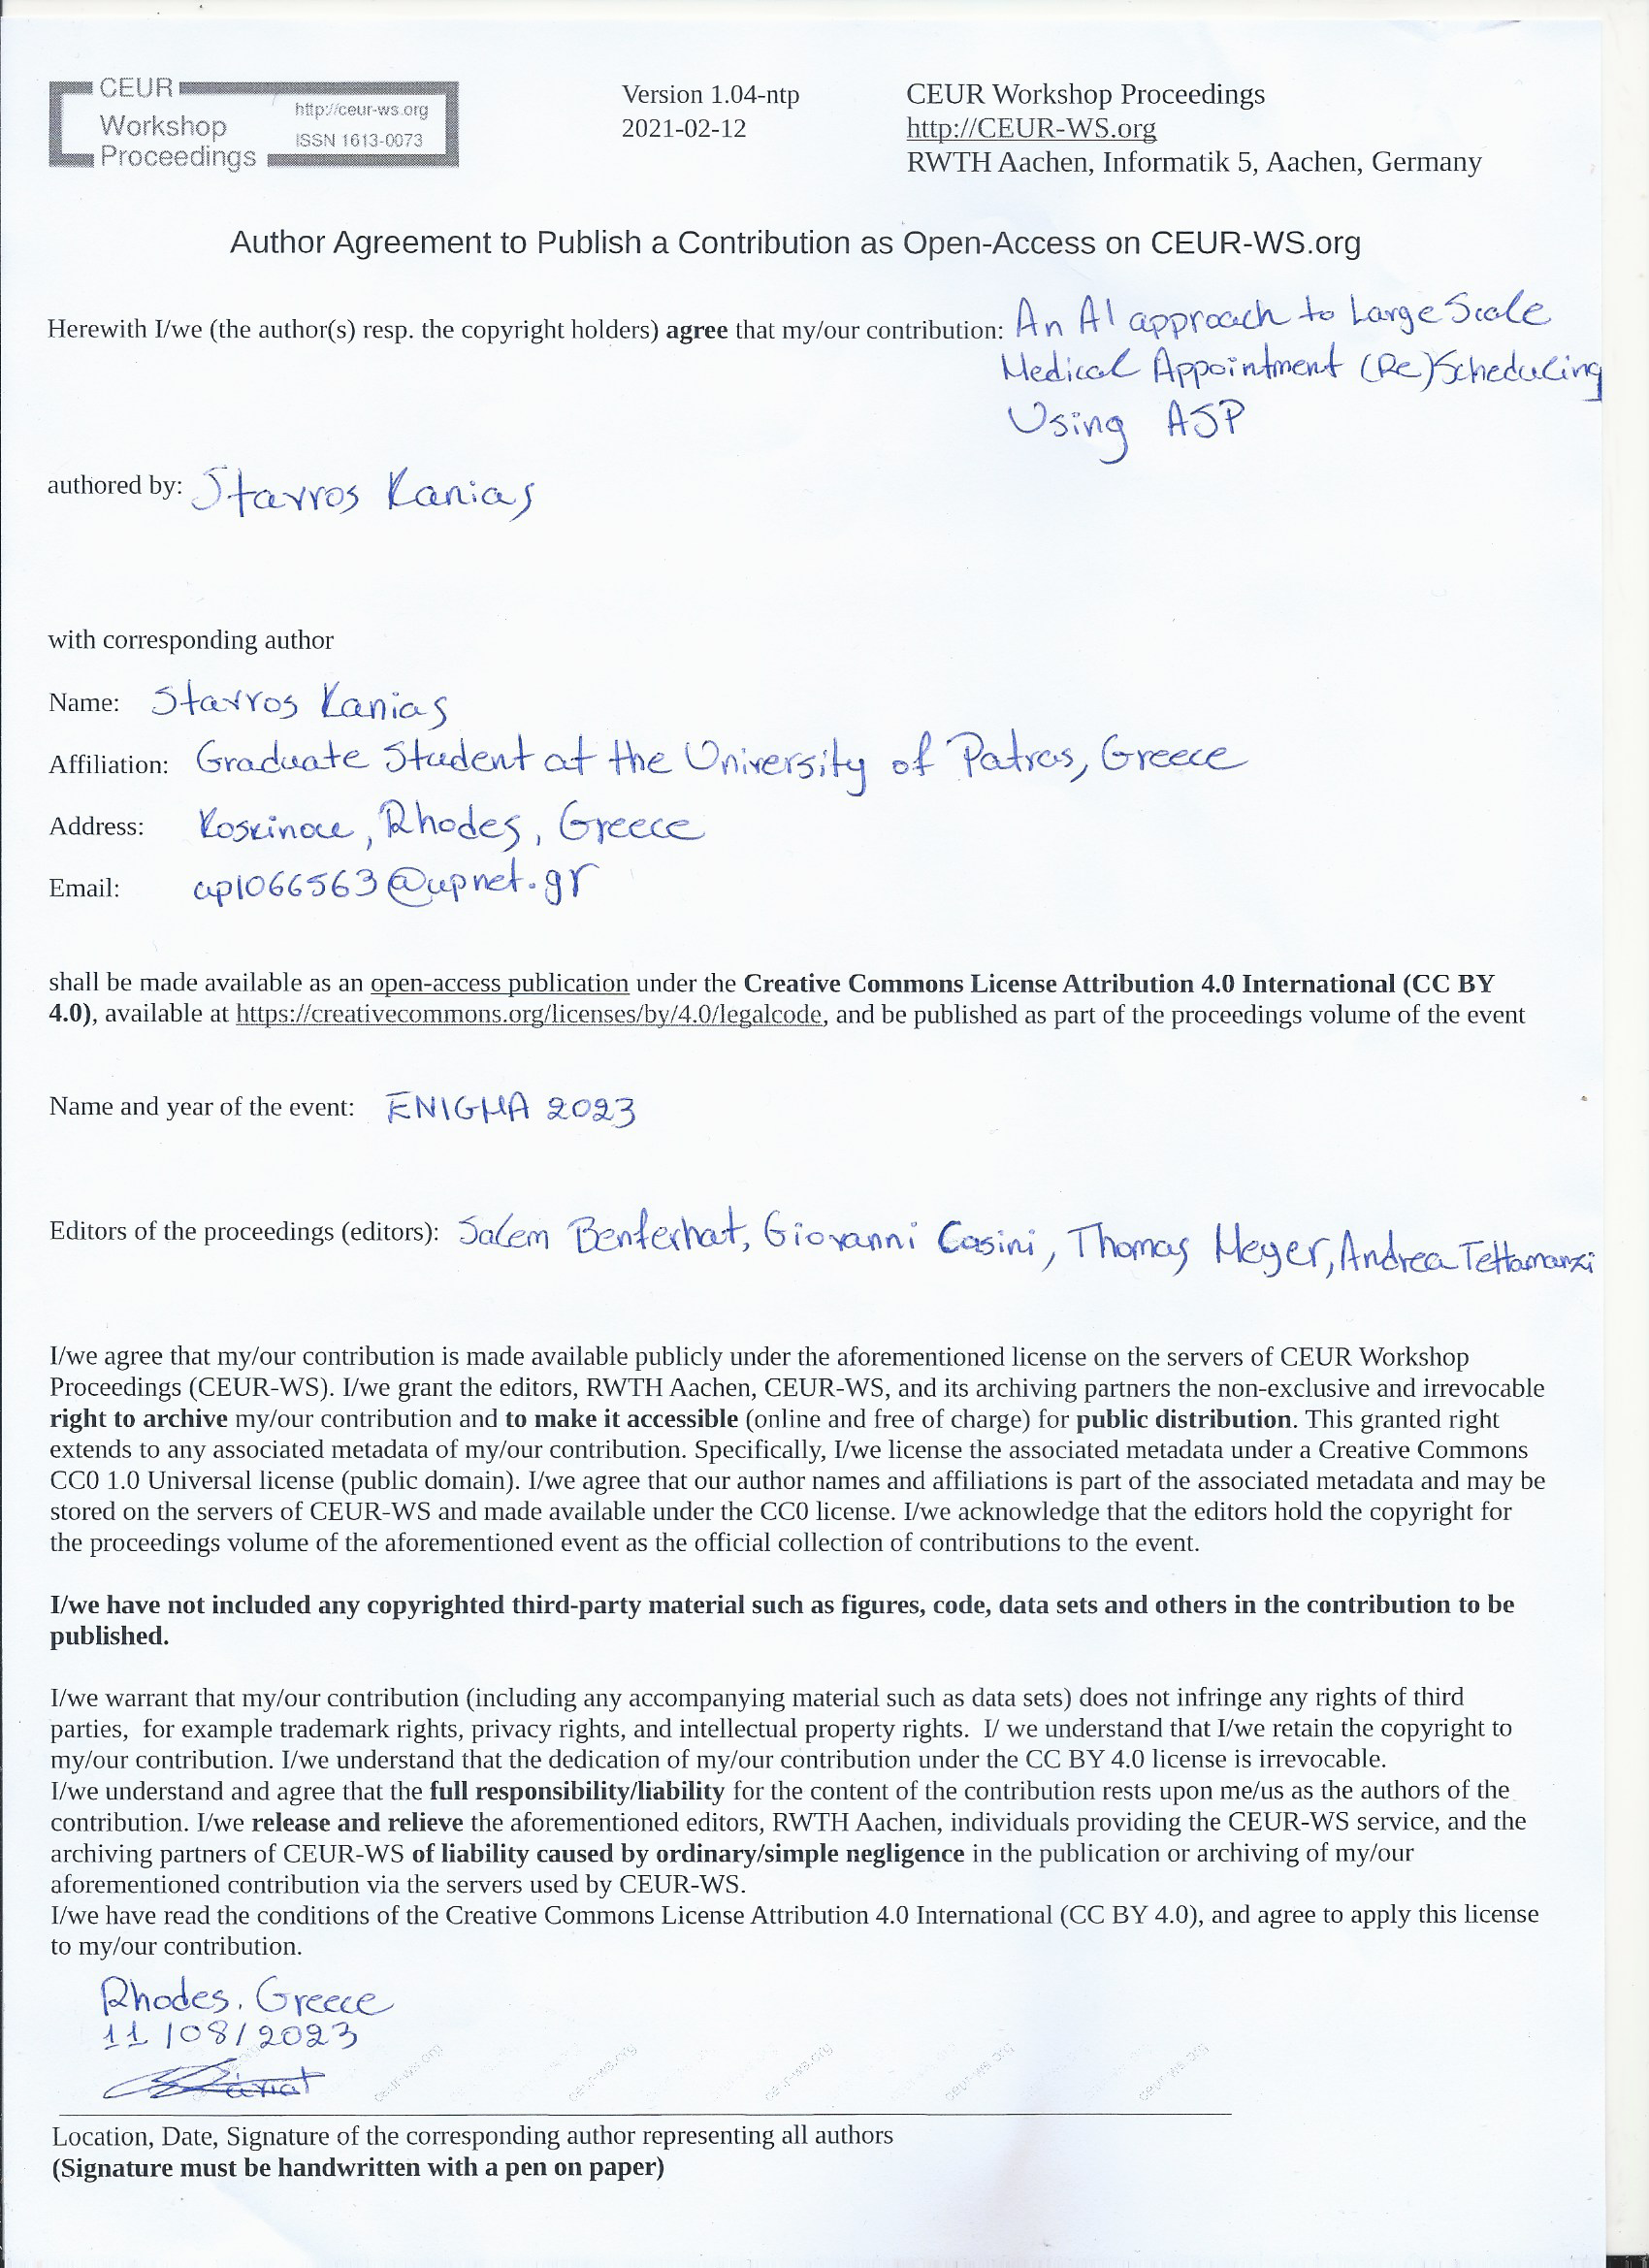 CEUR
Workshop
Proceedings
http://ceur-ws.org
ISSN 1613-0073
Version 1.04-ntp
2021-02-12
CEUR Workshop Proceedings
http://CEUR-WS.org
RWTH Aachen, Informatik 5, Aachen, Germany
Author Agreement to Publish a Contribution as Open-Access on CEUR-WS.org
Herewith I/we (the author(s) resp. the copyright holders) agree that my/our contribution: An AI approach to Large Scale
Medical Appointment (Re)Scheduling
Using ASP
authored by: Stavros Kanias
with corresponding author
Name: Stavros Kanias
Affiliation: Graduate Student at the University of Patras, Greece
Address: Koskinou, Rhodes, Greece
Email: up1066563@upnet.gr
shall be made available as an open-access publication under the Creative Commons License Attribution 4.0 International (CC BY
4.0), available at https://creativecommons.org/licenses/by/4.0/legalcode, and be published as part of the proceedings volume of the event
Name and year of the event: ENIGMA 2023
Editors of the proceedings (editors): Salem Benferhat, Giovanni Casini, Thomas Meyer, Andrea Tettamanzi
I/we agree that my/our contribution is made available publicly under the aforementioned license on the servers of CEUR Workshop
Proceedings (CEUR-WS). I/we grant the editors, RWTH Aachen, CEUR-WS, and its archiving partners the non-exclusive and irrevocable
right to archive my/our contribution and to make it accessible (online and free of charge) for public distribution. This granted right
extends to any associated metadata of my/our contribution. Specifically, I/we license the associated metadata under a Creative Commons
CC0 1.0 Universal license (public domain). I/we agree that our author names and affiliations is part of the associated metadata and may be
stored on the servers of CEUR-WS and made available under the CC0 license. I/we acknowledge that the editors hold the copyright for
the proceedings volume of the aforementioned event as the official collection of contributions to the event.
I/we have not included any copyrighted third-party material such as figures, code, data sets and others in the contribution to be
published.
I/we warrant that my/our contribution (including any accompanying material such as data sets) does not infringe any rights of third
parties, for example trademark rights, privacy rights, and intellectual property rights. I/ we understand that I/we retain the copyright to
my/our contribution. I/we understand that the dedication of my/our contribution under the CC BY 4.0 license is irrevocable.
I/we understand and agree that the full responsibility/liability for the content of the contribution rests upon me/us as the authors of the
contribution. I/we release and relieve the aforementioned editors, RWTH Aachen, individuals providing the CEUR-WS service, and the
archiving partners of CEUR-WS of liability caused by ordinary/simple negligence in the publication or archiving of my/our
aforementioned contribution via the servers used by CEUR-WS.
I/we have read the conditions of the Creative Commons License Attribution 4.0 International (CC BY 4.0), and agree to apply this license
to my/our contribution.
Rhodes, Greece
11/08/2023
ceur-ws.org ceur-ws.org ceur-ws.org ceur-ws.org ceur-ws.org
Location, Date, Signature of the corresponding author representing all authors
(Signature must be handwritten with a pen on paper)